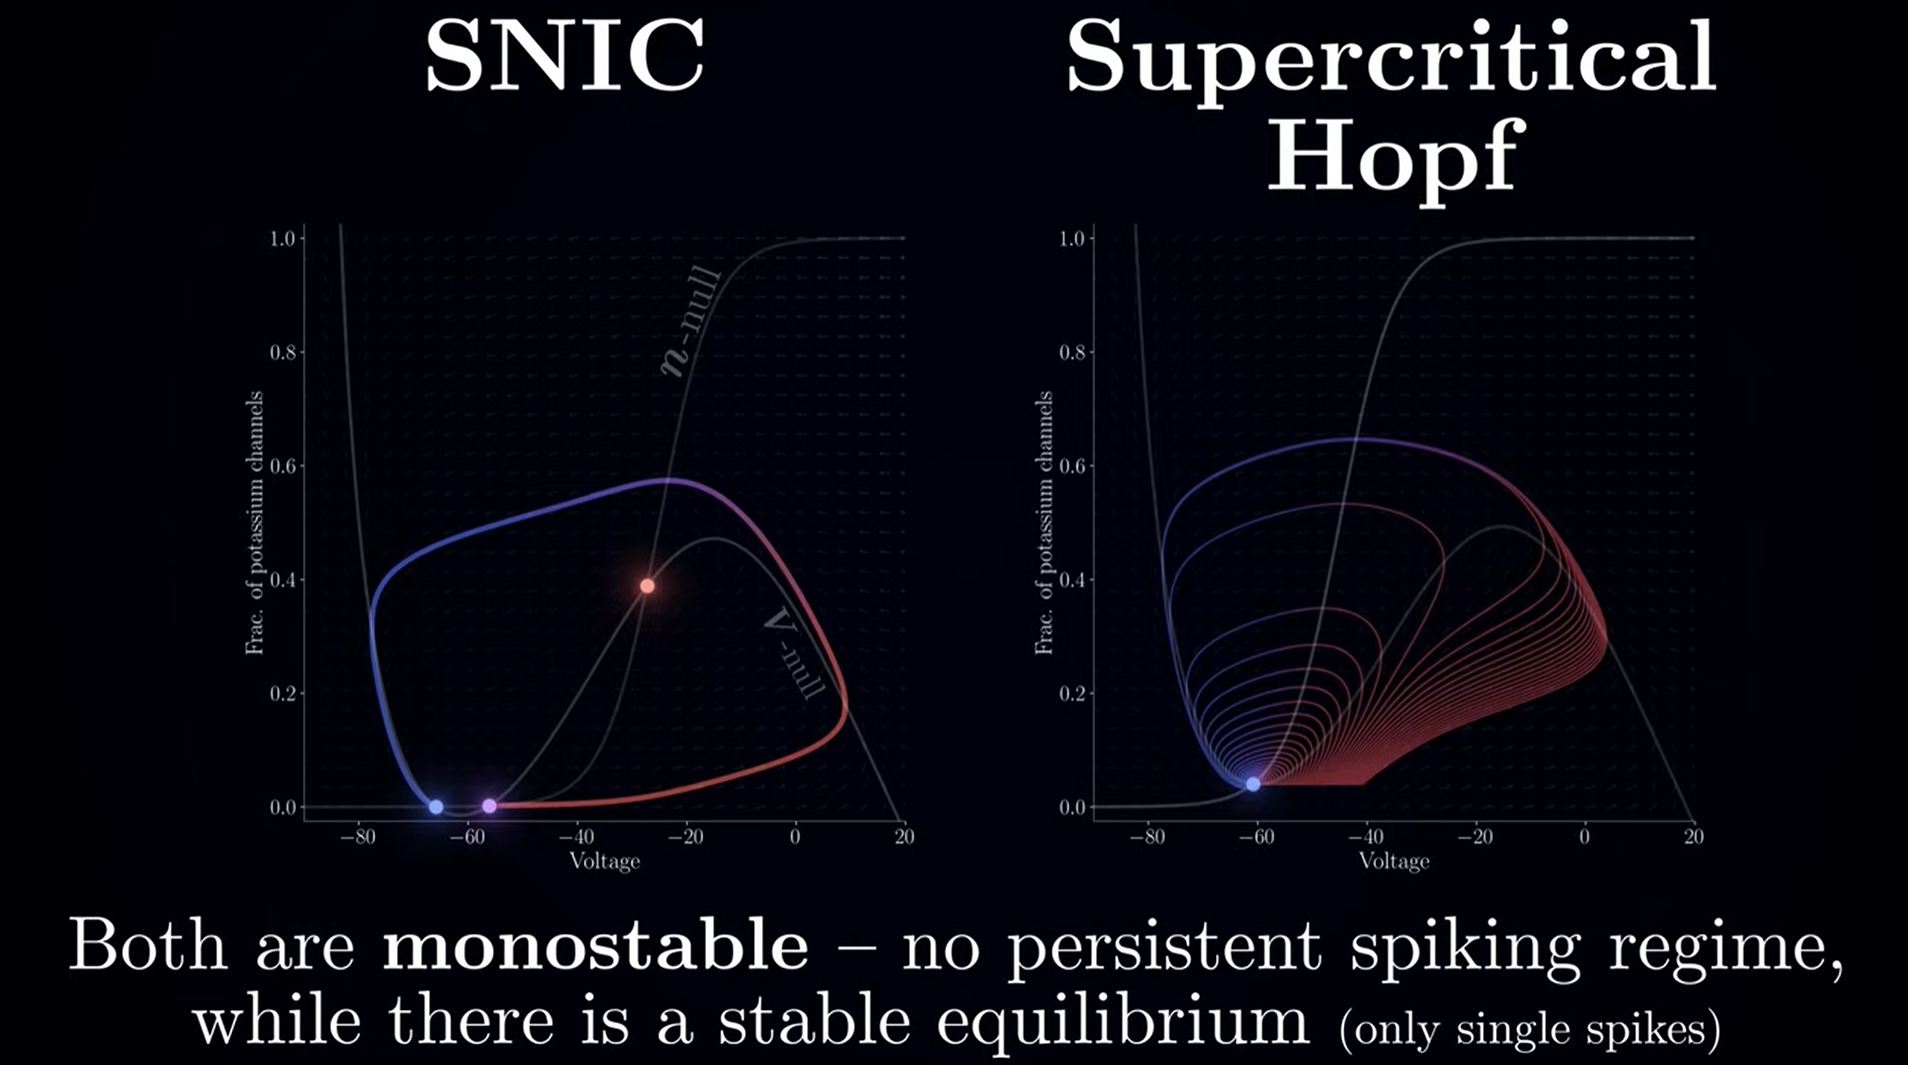 SNIC
Supercritical
Hopf
1.0
0.8
0.6
0.4
0.2
0.0
Frac. of potassium channels
n-null
V-null
−80
−60
−40
−20
0
20
Voltage
1.0
0.8
0.6
0.4
0.2
0.0
Frac. of potassium channels
−80
−60
−40
−20
0
20
Voltage
Both are monostable – no persistent spiking regime,
while there is a stable equilibrium (only single spikes)